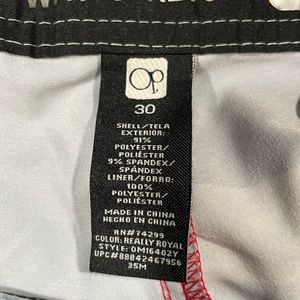 Op
30
SHELL/TELA
EXTERIOR:
91%
POLYESTER/
POLIÉSTER
9% SPANDEX/
SPÁNDEX
LINER/FORRO:
100%
POLYESTER/
POLIÉSTER
MADE IN CHINA
HECHO EN CHINA
RN#74299
COLOR: REALLY ROYAL
STYLE: OM16402Y
UPC#88842467956
35M